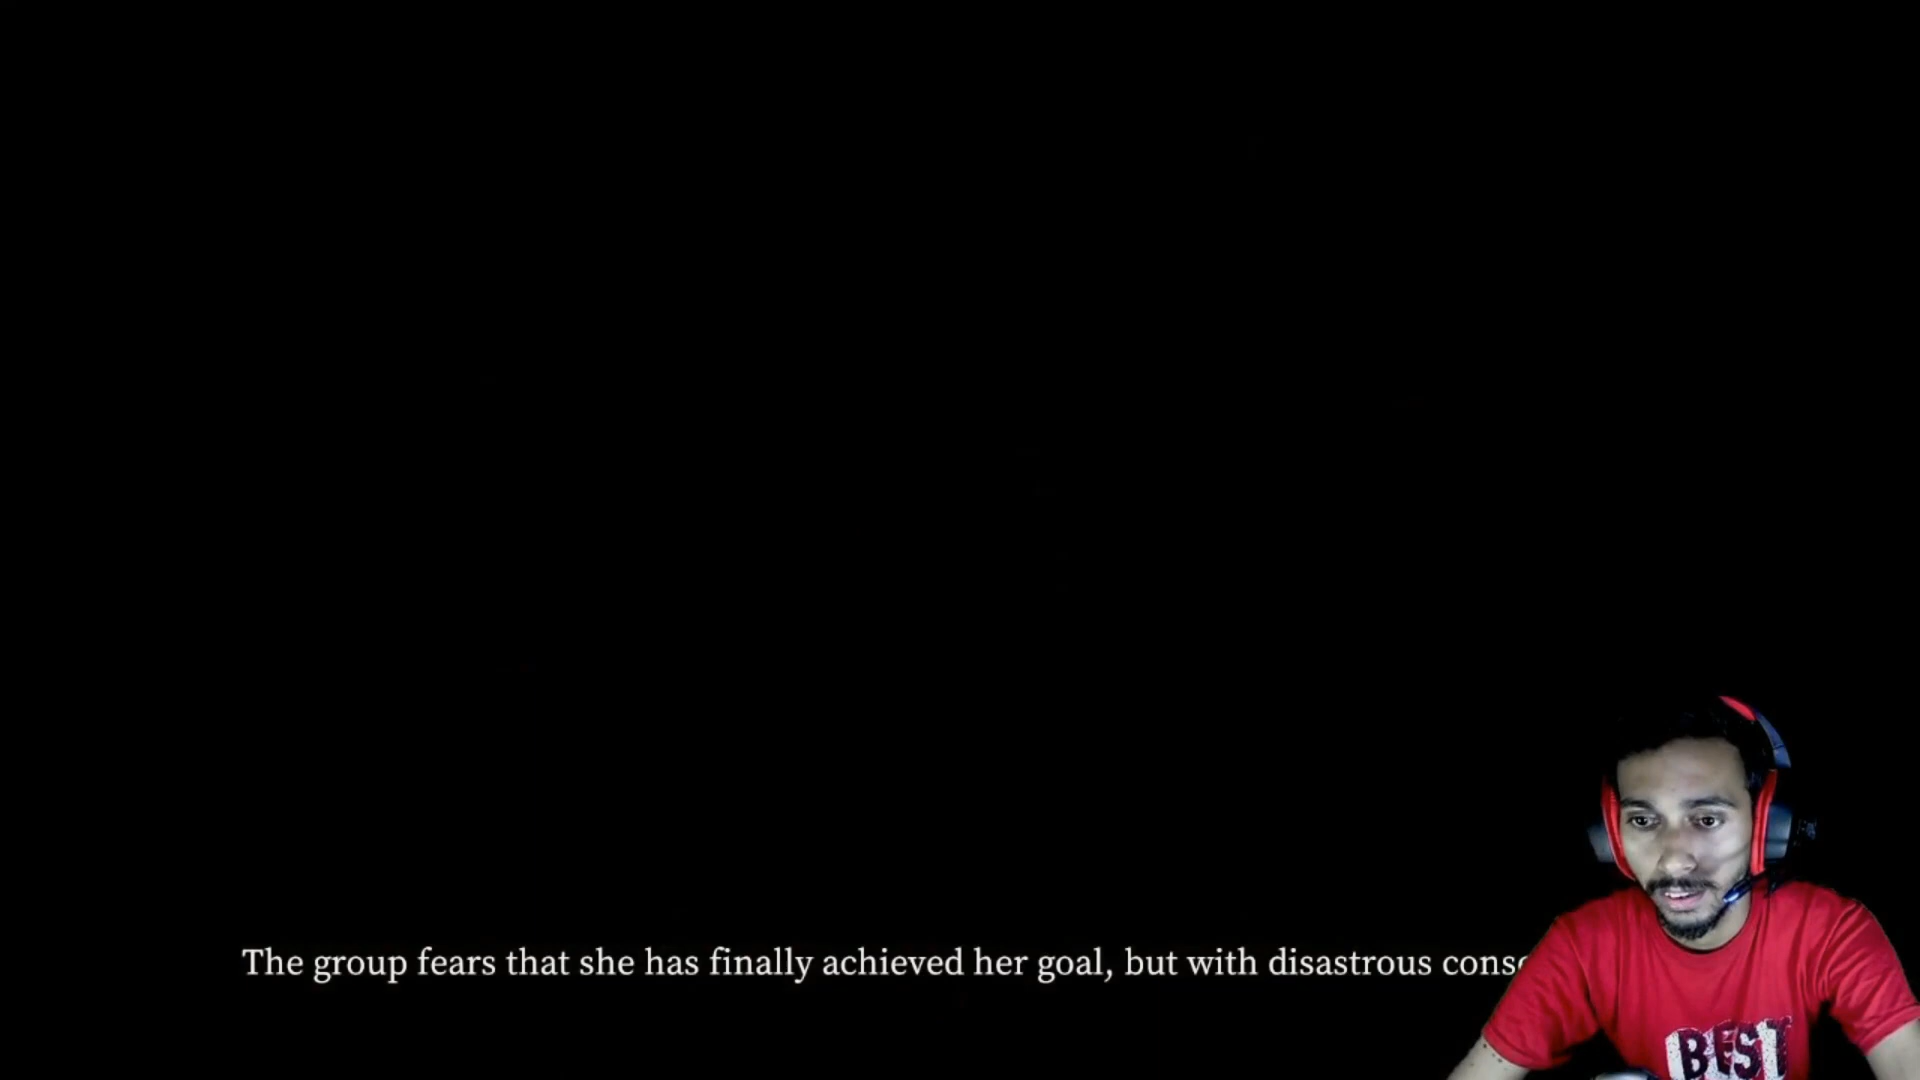 The group fears that she has finally achieved her goal, but with disastrous
BEST